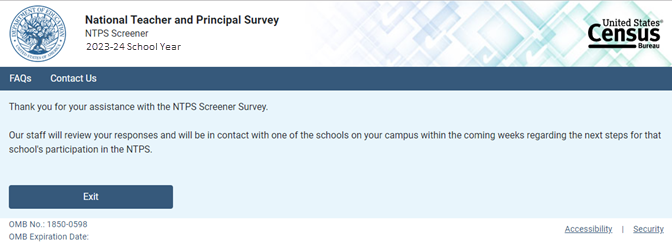 National Teacher and Principal Survey
NTPS Screener
2023-24 School Year
United States®
Census
Bureau
FAQs
Contact Us
Thank you for your assistance with the NTPS Screener Survey.
Our staff will review your responses and will be in contact with one of the schools on your campus within the coming weeks regarding the next steps for that
school's participation in the NTPS.
Exit
OMB No.: 1850-0598
OMB Expiration Date:
Accessibility | Security